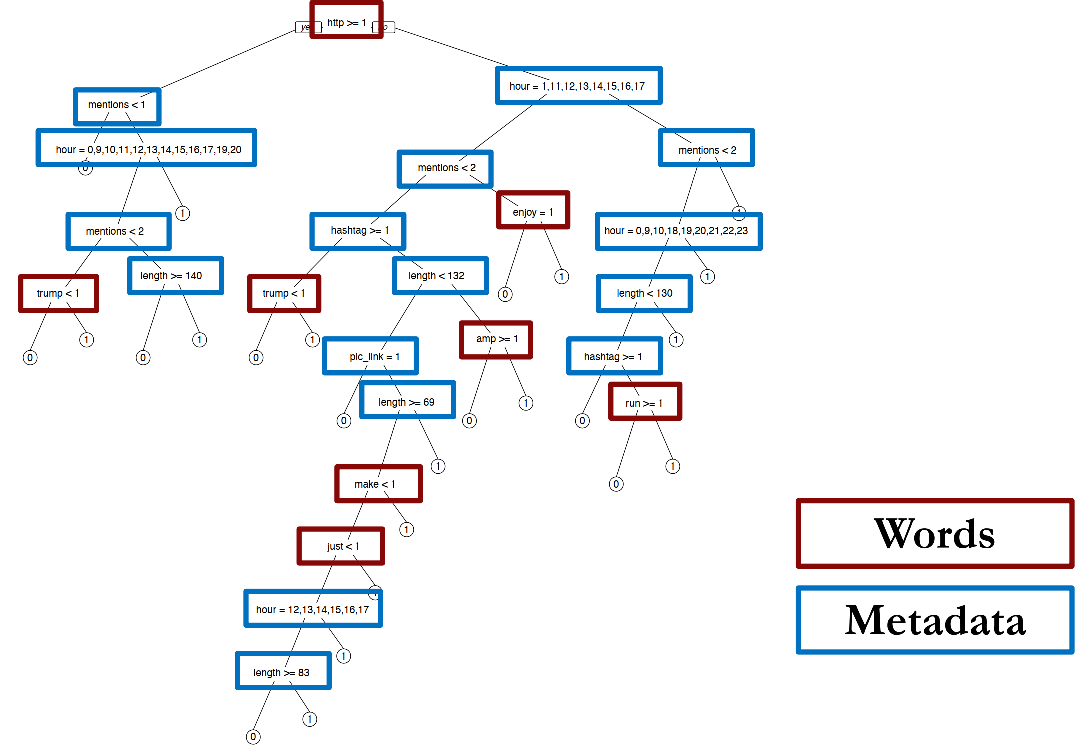 http >= 1
hour = 1,11,12,13,14,15,16,17
mentions < 1
hour = 0,9,10,11,12,13,14,15,16,17,19,20
mentions < 2
mentions < 2
0
enjoy = 1
1
1
mentions < 2
hashtag >= 1
hour = 0,9,10,18,19,20,21,22,23
length >= 140
length < 132
1
1
trump < 1
trump < 1
0
length < 130
1
1
1
amp >= 1
1
0
0
0
plc_link = 1
hashtag >= 1
length >= 69
1
run >= 1
0
0
0
1
1
make < 1
0
1
Words
just < 1
hour = 12,13,14,15,16,17
Metadata
1
length >= 83
1
0